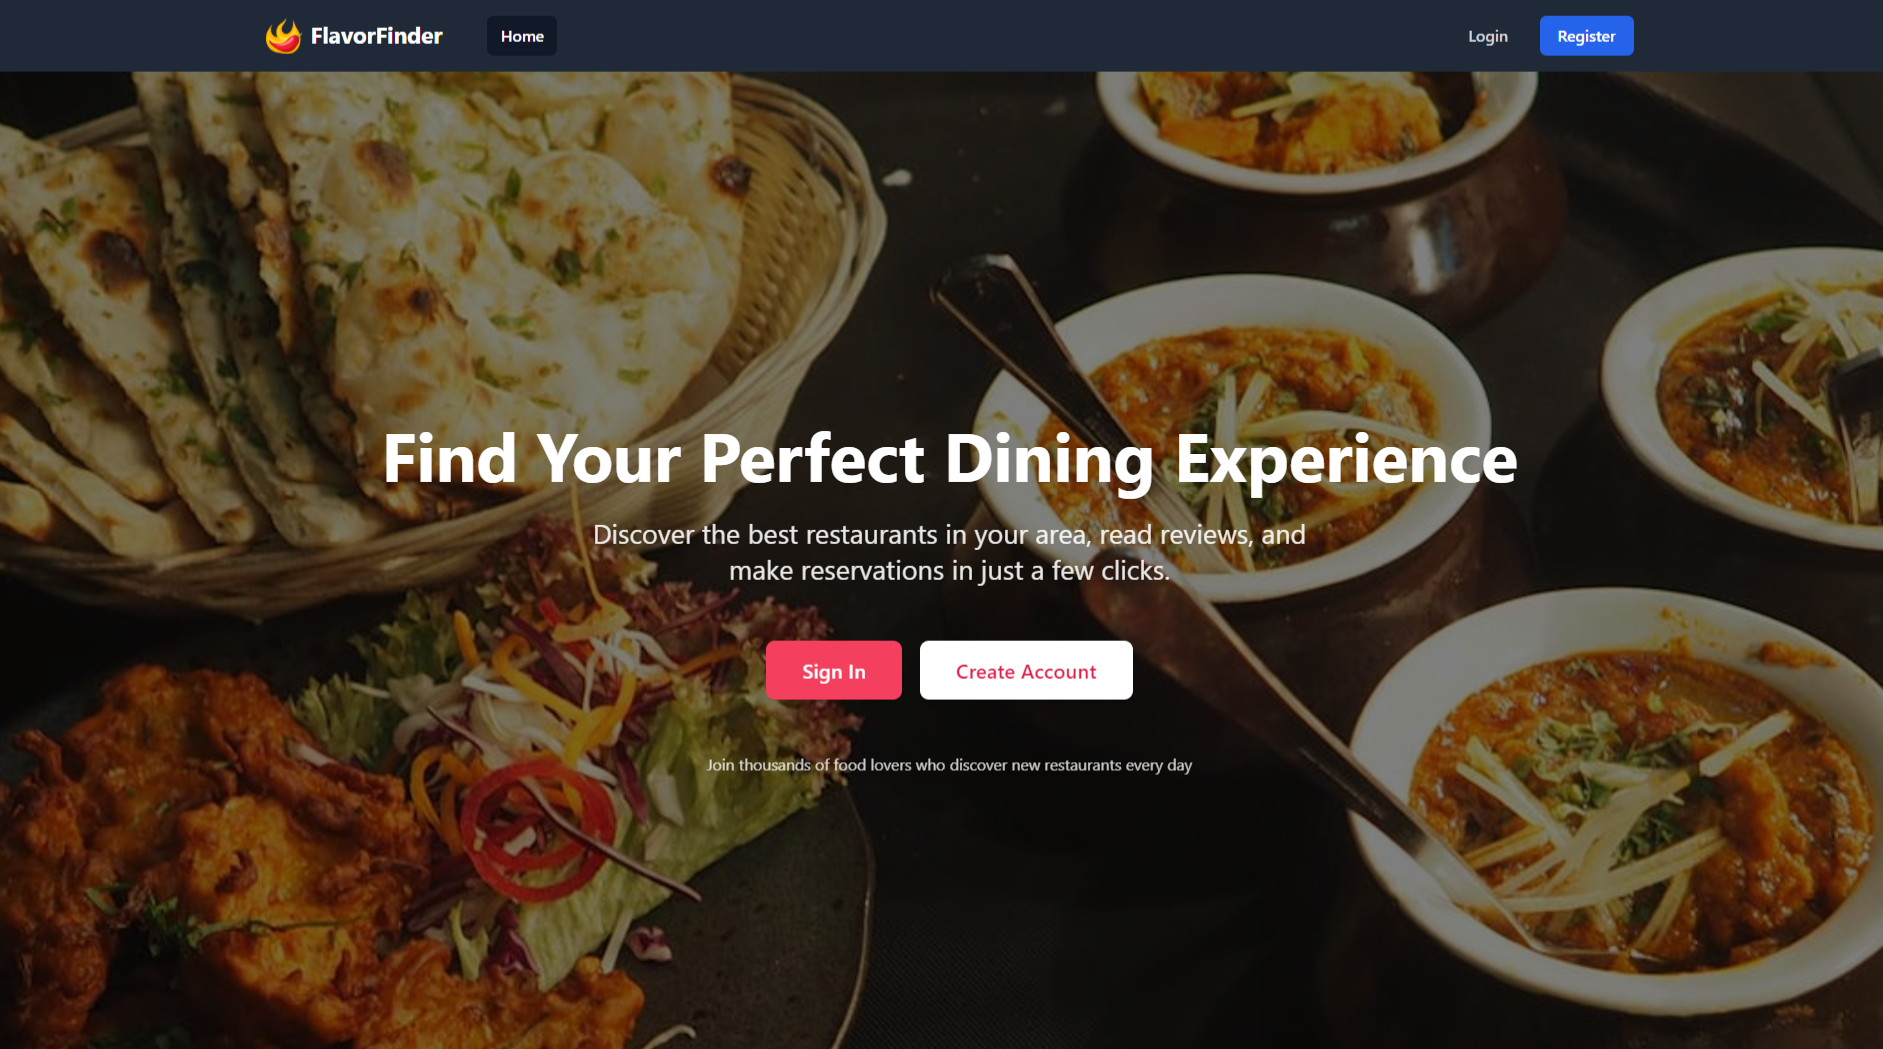 FlavorFinder
Home
Login
Register
Find Your Perfect Dining Experience
Discover the best restaurants in your area, read reviews, and
make reservations in just a few clicks.
Sign In
Create Account
Join thousands of food lovers who discover new restaurants every day